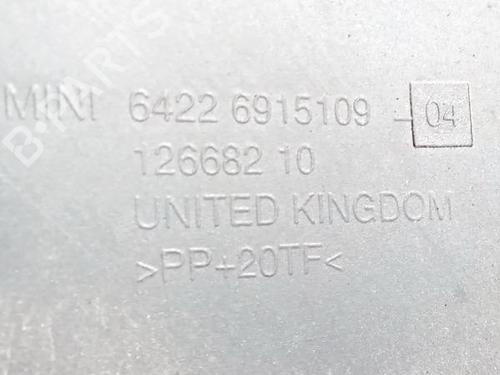 MINI 6422 6915109 - 04
126682 10
UNITED KINGDOM
>PP+20TF<
B-PARTS